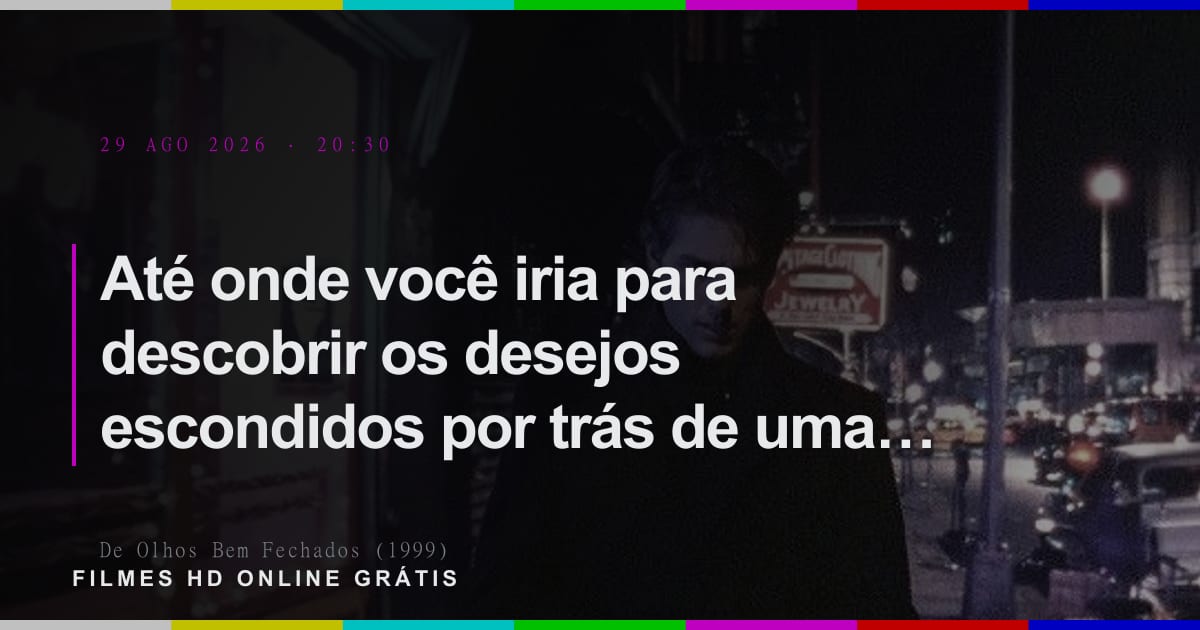 29 AGO 2026 · 20:30
Até onde você iria para
descobrir os desejos
escondidos por trás de uma…
JEWELRY
De Olhos Bem Fechados (1999)
FILMES HD ONLINE GRÁTIS